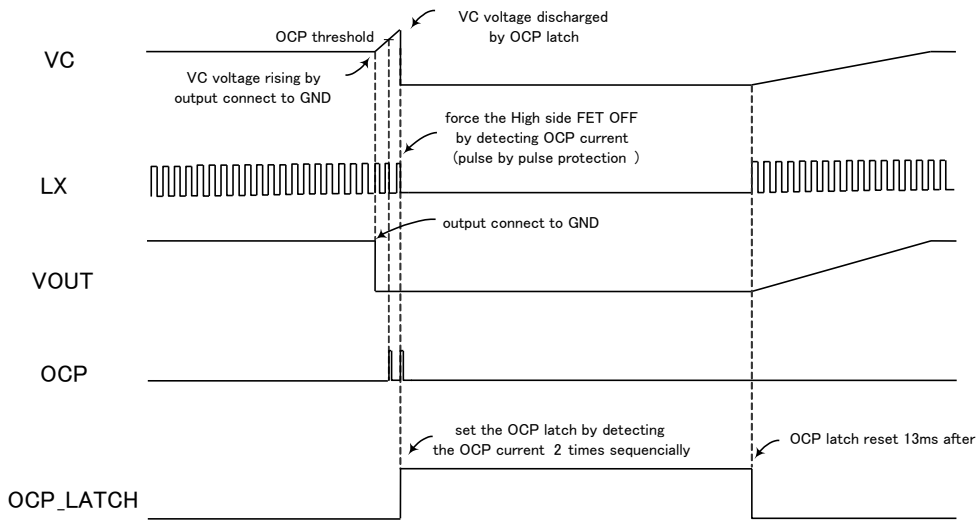 VC
OCP threshold
VC voltage discharged
by OCP latch
VC voltage rising by
output connect to GND
force the High side FET OFF
by detecting OCP current
(pulse by pulse protection )
LX
output connect to GND
VOUT
OCP
set the OCP latch by detecting
the OCP current 2 times sequencially
OCP latch reset 13ms after
OCP_LATCH